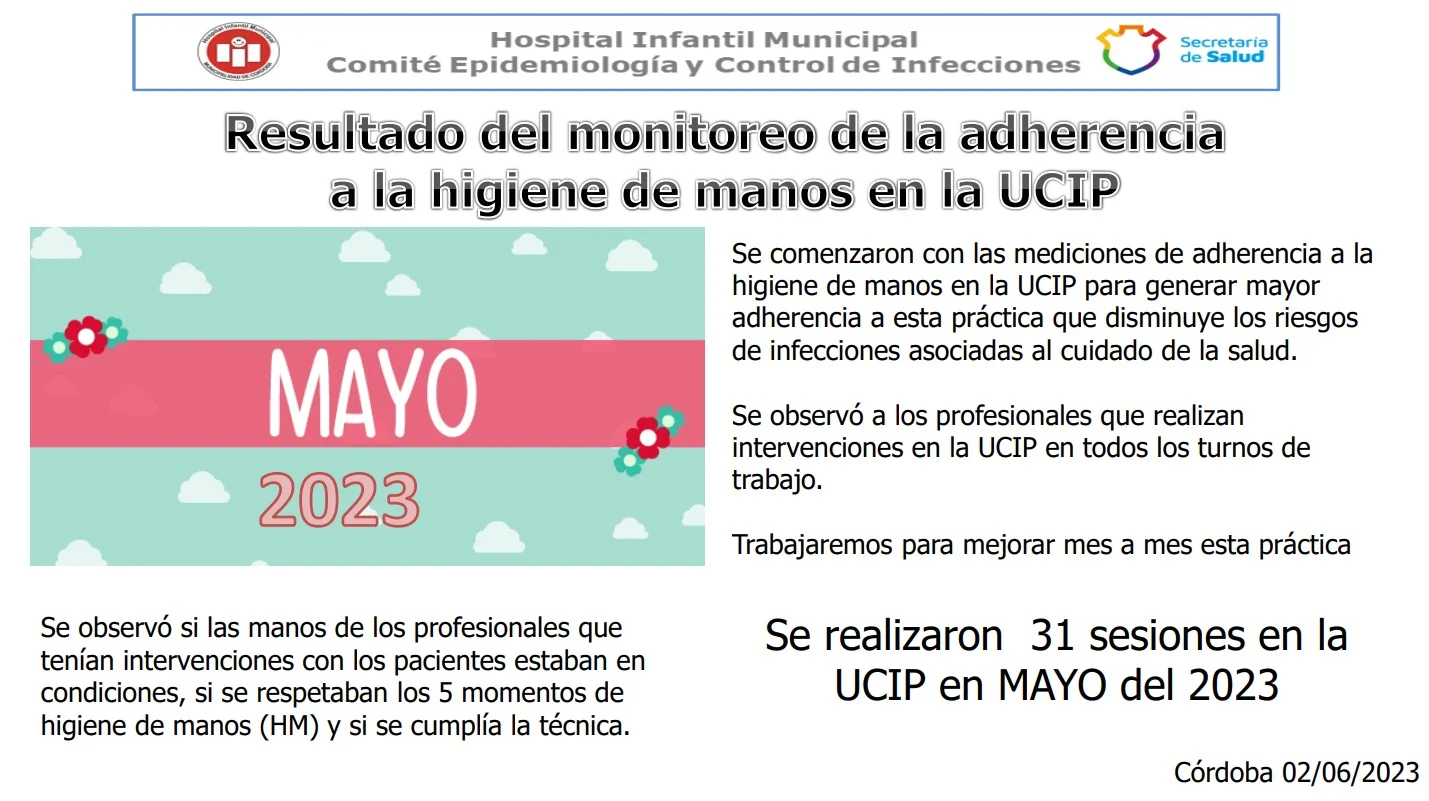 Hospital Infantil Municipal
MUNICIPALIDAD DE CORDOBA
Hospital Infantil Municipal
Comité Epidemiología y Control de Infecciones
Secretaría
de Salud
Resultado del monitoreo de la adherencia
a la higiene de manos en la UCIP
MAYO
2023
Se comenzaron con las mediciones de adherencia a la
higiene de manos en la UCIP para generar mayor
adherencia a esta práctica que disminuye los riesgos
de infecciones asociadas al cuidado de la salud.
Se observó a los profesionales que realizan
intervenciones en la UCIP en todos los turnos de
trabajo.
Trabajaremos para mejorar mes a mes esta práctica
Se observó si las manos de los profesionales que
tenían intervenciones con los pacientes estaban en
condiciones, si se respetaban los 5 momentos de
higiene de manos (HM) y si se cumplía la técnica.
Se realizaron  31 sesiones en la
UCIP en MAYO del 2023
Córdoba 02/06/2023